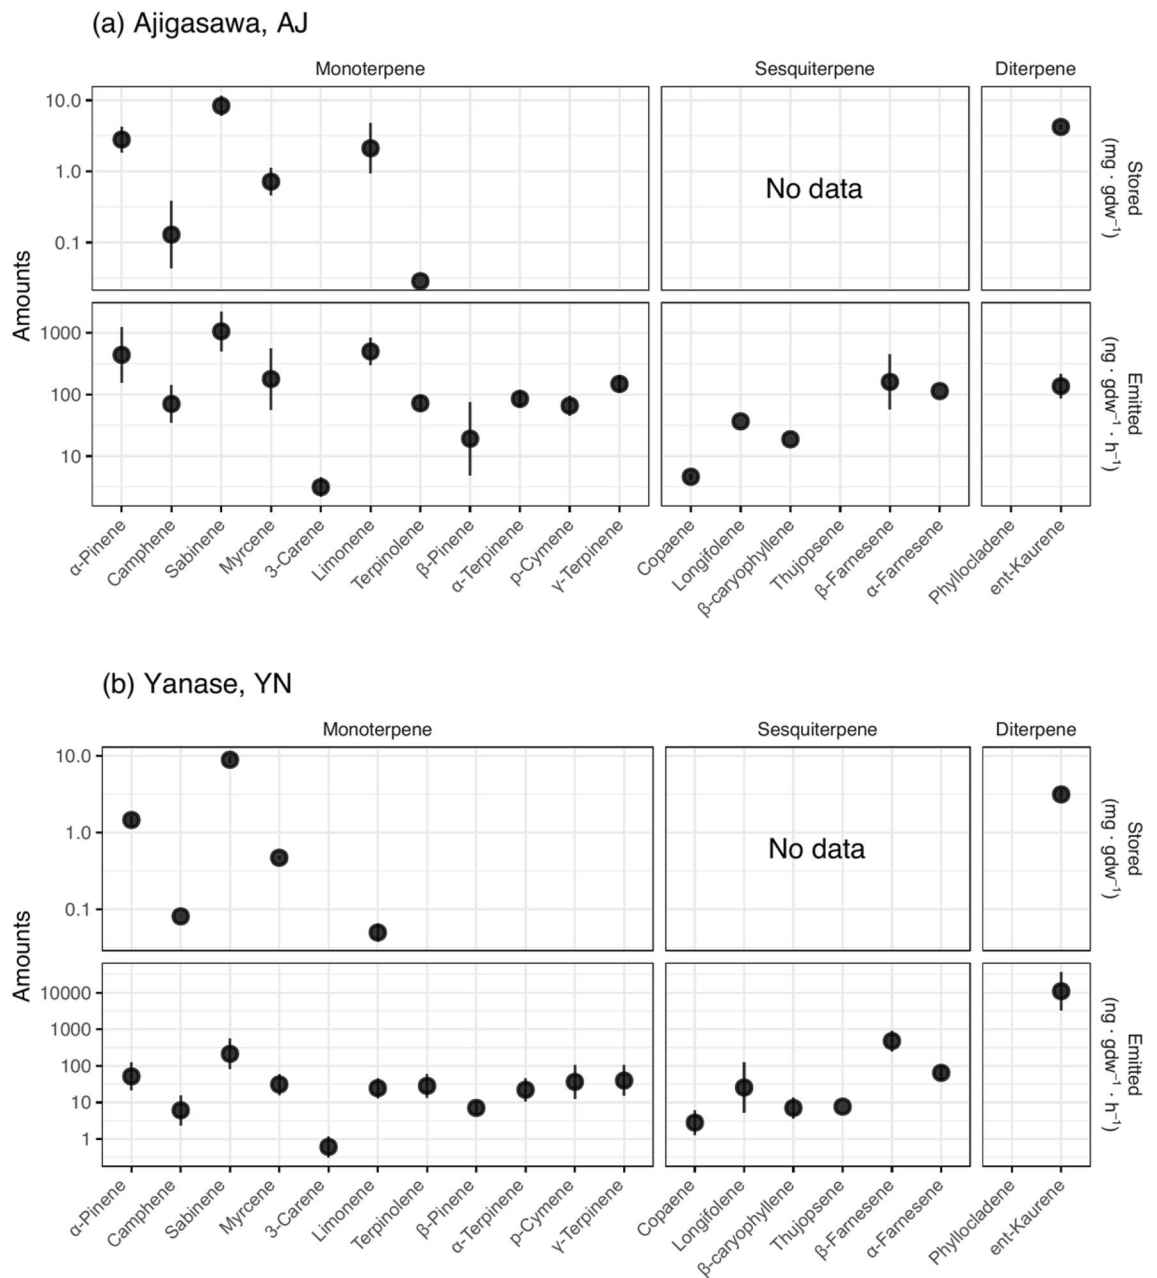 (a) Ajigasawa, AJ
Monoterpene
Sesquiterpene
Diterpene
Amounts
10.0
1.0
0.1
No data
Stored
(mg · gdw⁻¹)
1000
100
10
Emitted
(ng · gdw⁻¹ · h⁻¹)
α-Pinene
Camphene
Sabinene
Myrcene
3-Carene
Limonene
Terpinolene
β-Pinene
α-Terpinene
p-Cymene
γ-Terpinene
Copaene
Longifolene
β-caryophyllene
Thujopsene
β-Farnesene
α-Farnesene
Phyllocladene
ent-Kaurene
(b) Yanase, YN
Monoterpene
Sesquiterpene
Diterpene
Amounts
10.0
1.0
0.1
No data
Stored
(mg · gdw⁻¹)
10000
1000
100
10
1
Emitted
(ng · gdw⁻¹ · h⁻¹)
α-Pinene
Camphene
Sabinene
Myrcene
3-Carene
Limonene
Terpinolene
β-Pinene
α-Terpinene
p-Cymene
γ-Terpinene
Copaene
Longifolene
β-caryophyllene
Thujopsene
β-Farnesene
α-Farnesene
Phyllocladene
ent-Kaurene